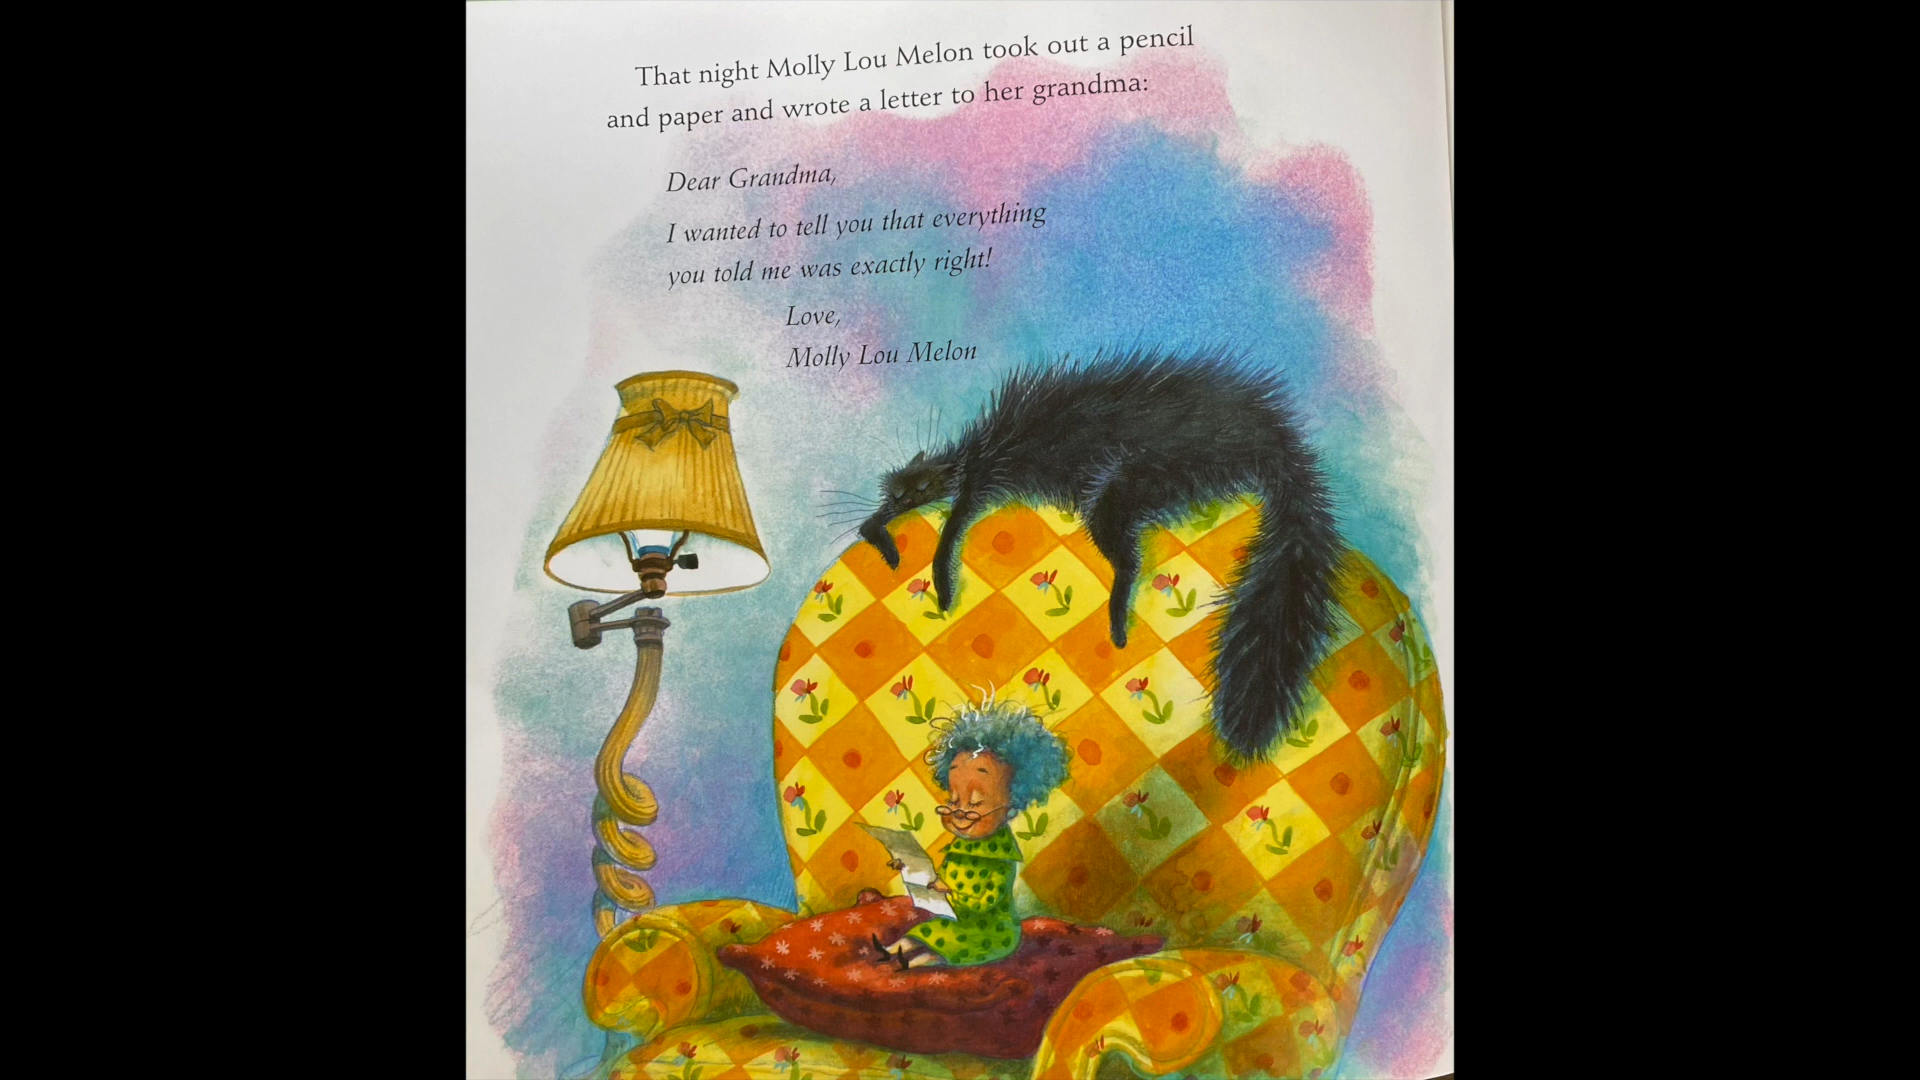 That night Molly Lou Melon took out a pencil
and paper and wrote a letter to her grandma:
Dear Grandma,
I wanted to tell you that everything
you told me was exactly right!
Love,
Molly Lou Melon